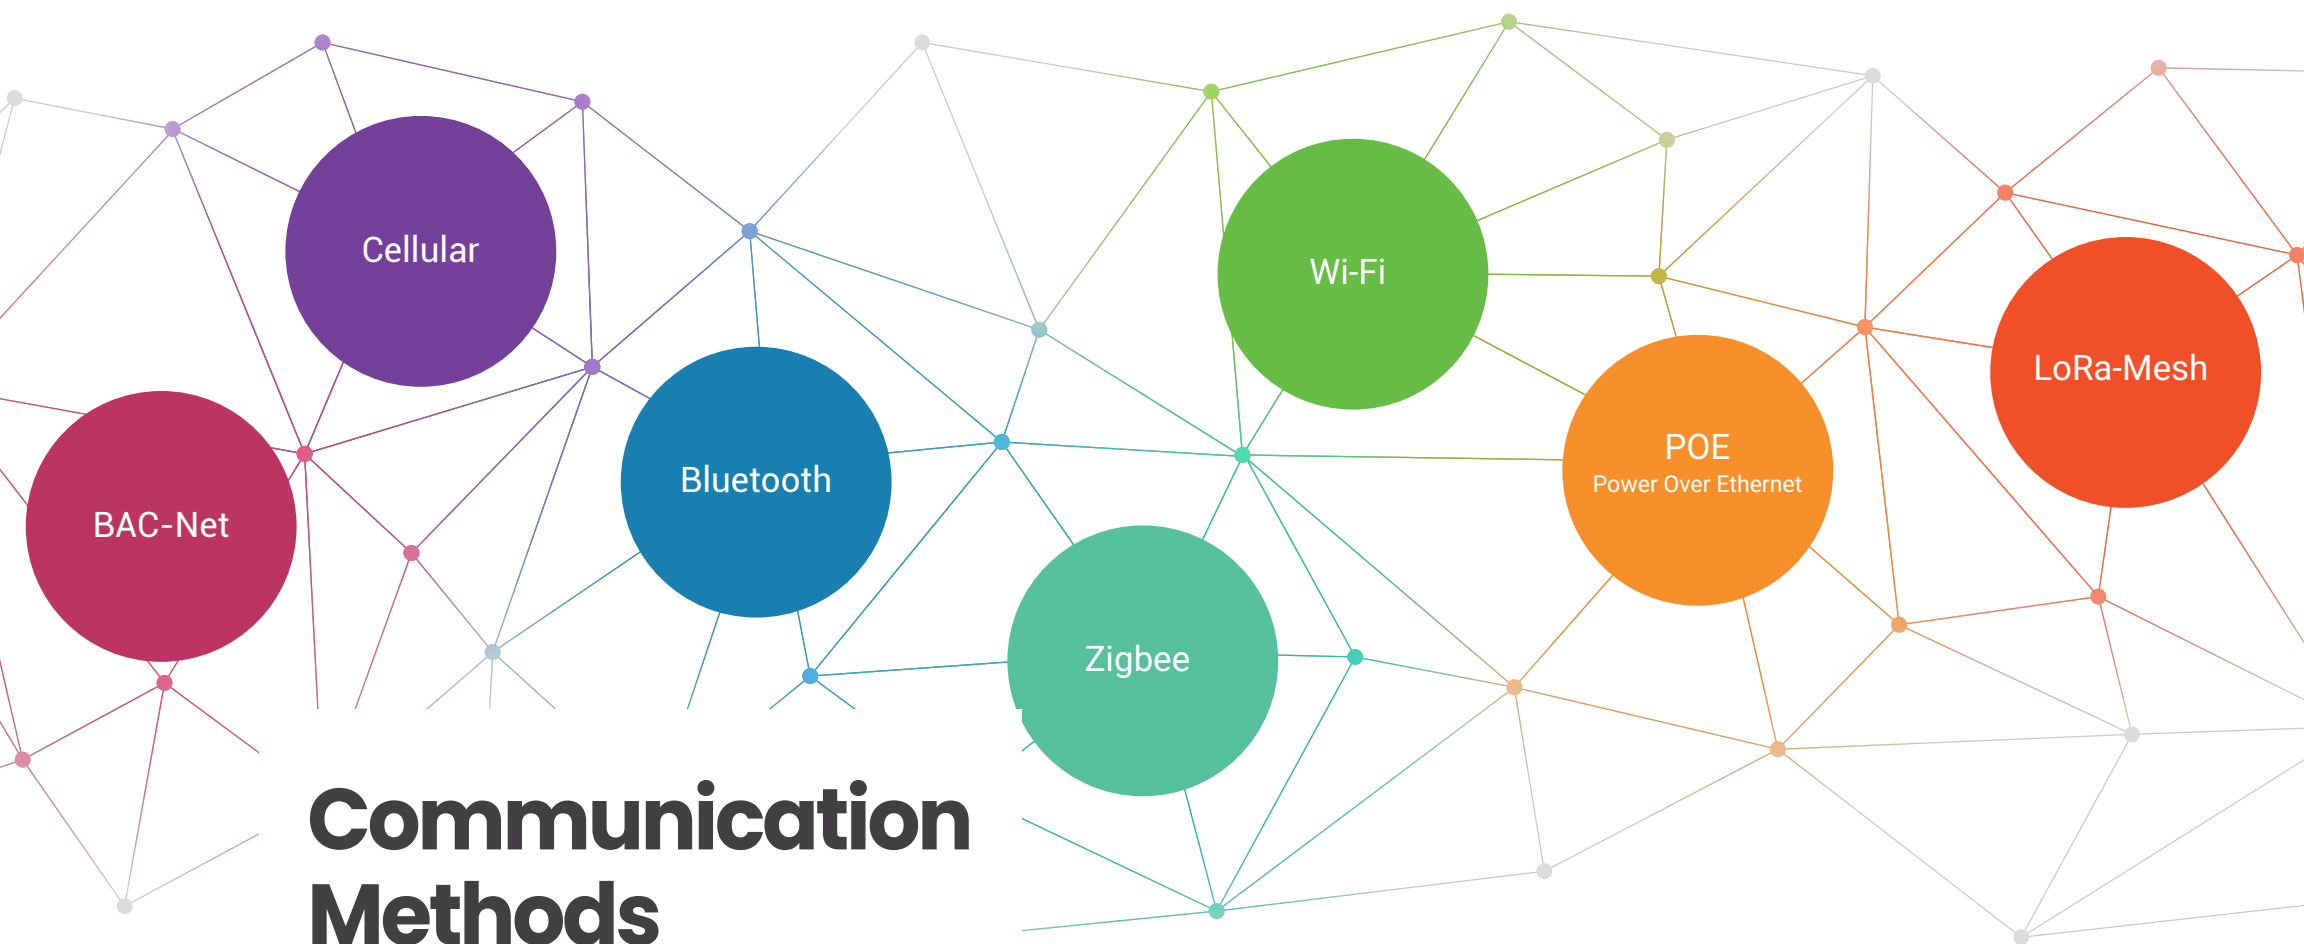 Cellular
Wi-Fi
LoRa-Mesh
POE
Power Over Ethernet
Bluetooth
BAC-Net
Zigbee
Communication
Methods